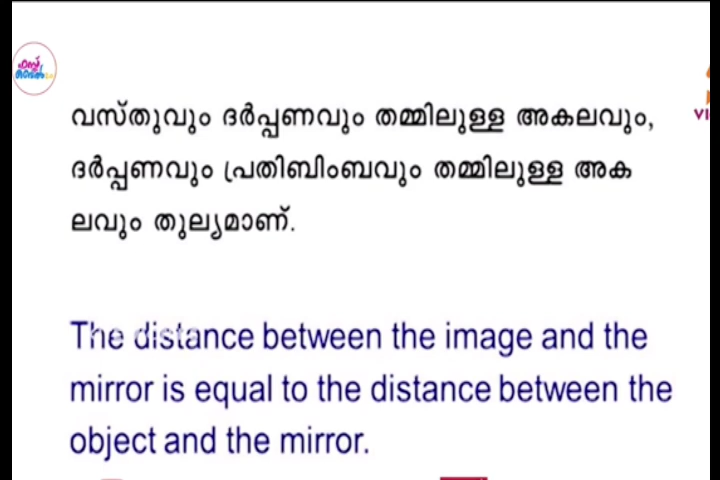 വസ്തുവും ദർപ്പണവും തമ്മിലുള്ള അകലവും,
ദർപ്പണവും പ്രതിബിംബവും തമ്മിലുള്ള അക
ലവും തുല്യമാണ്.
The distance between the image and the
mirror is equal to the distance between the
object and the mirror.